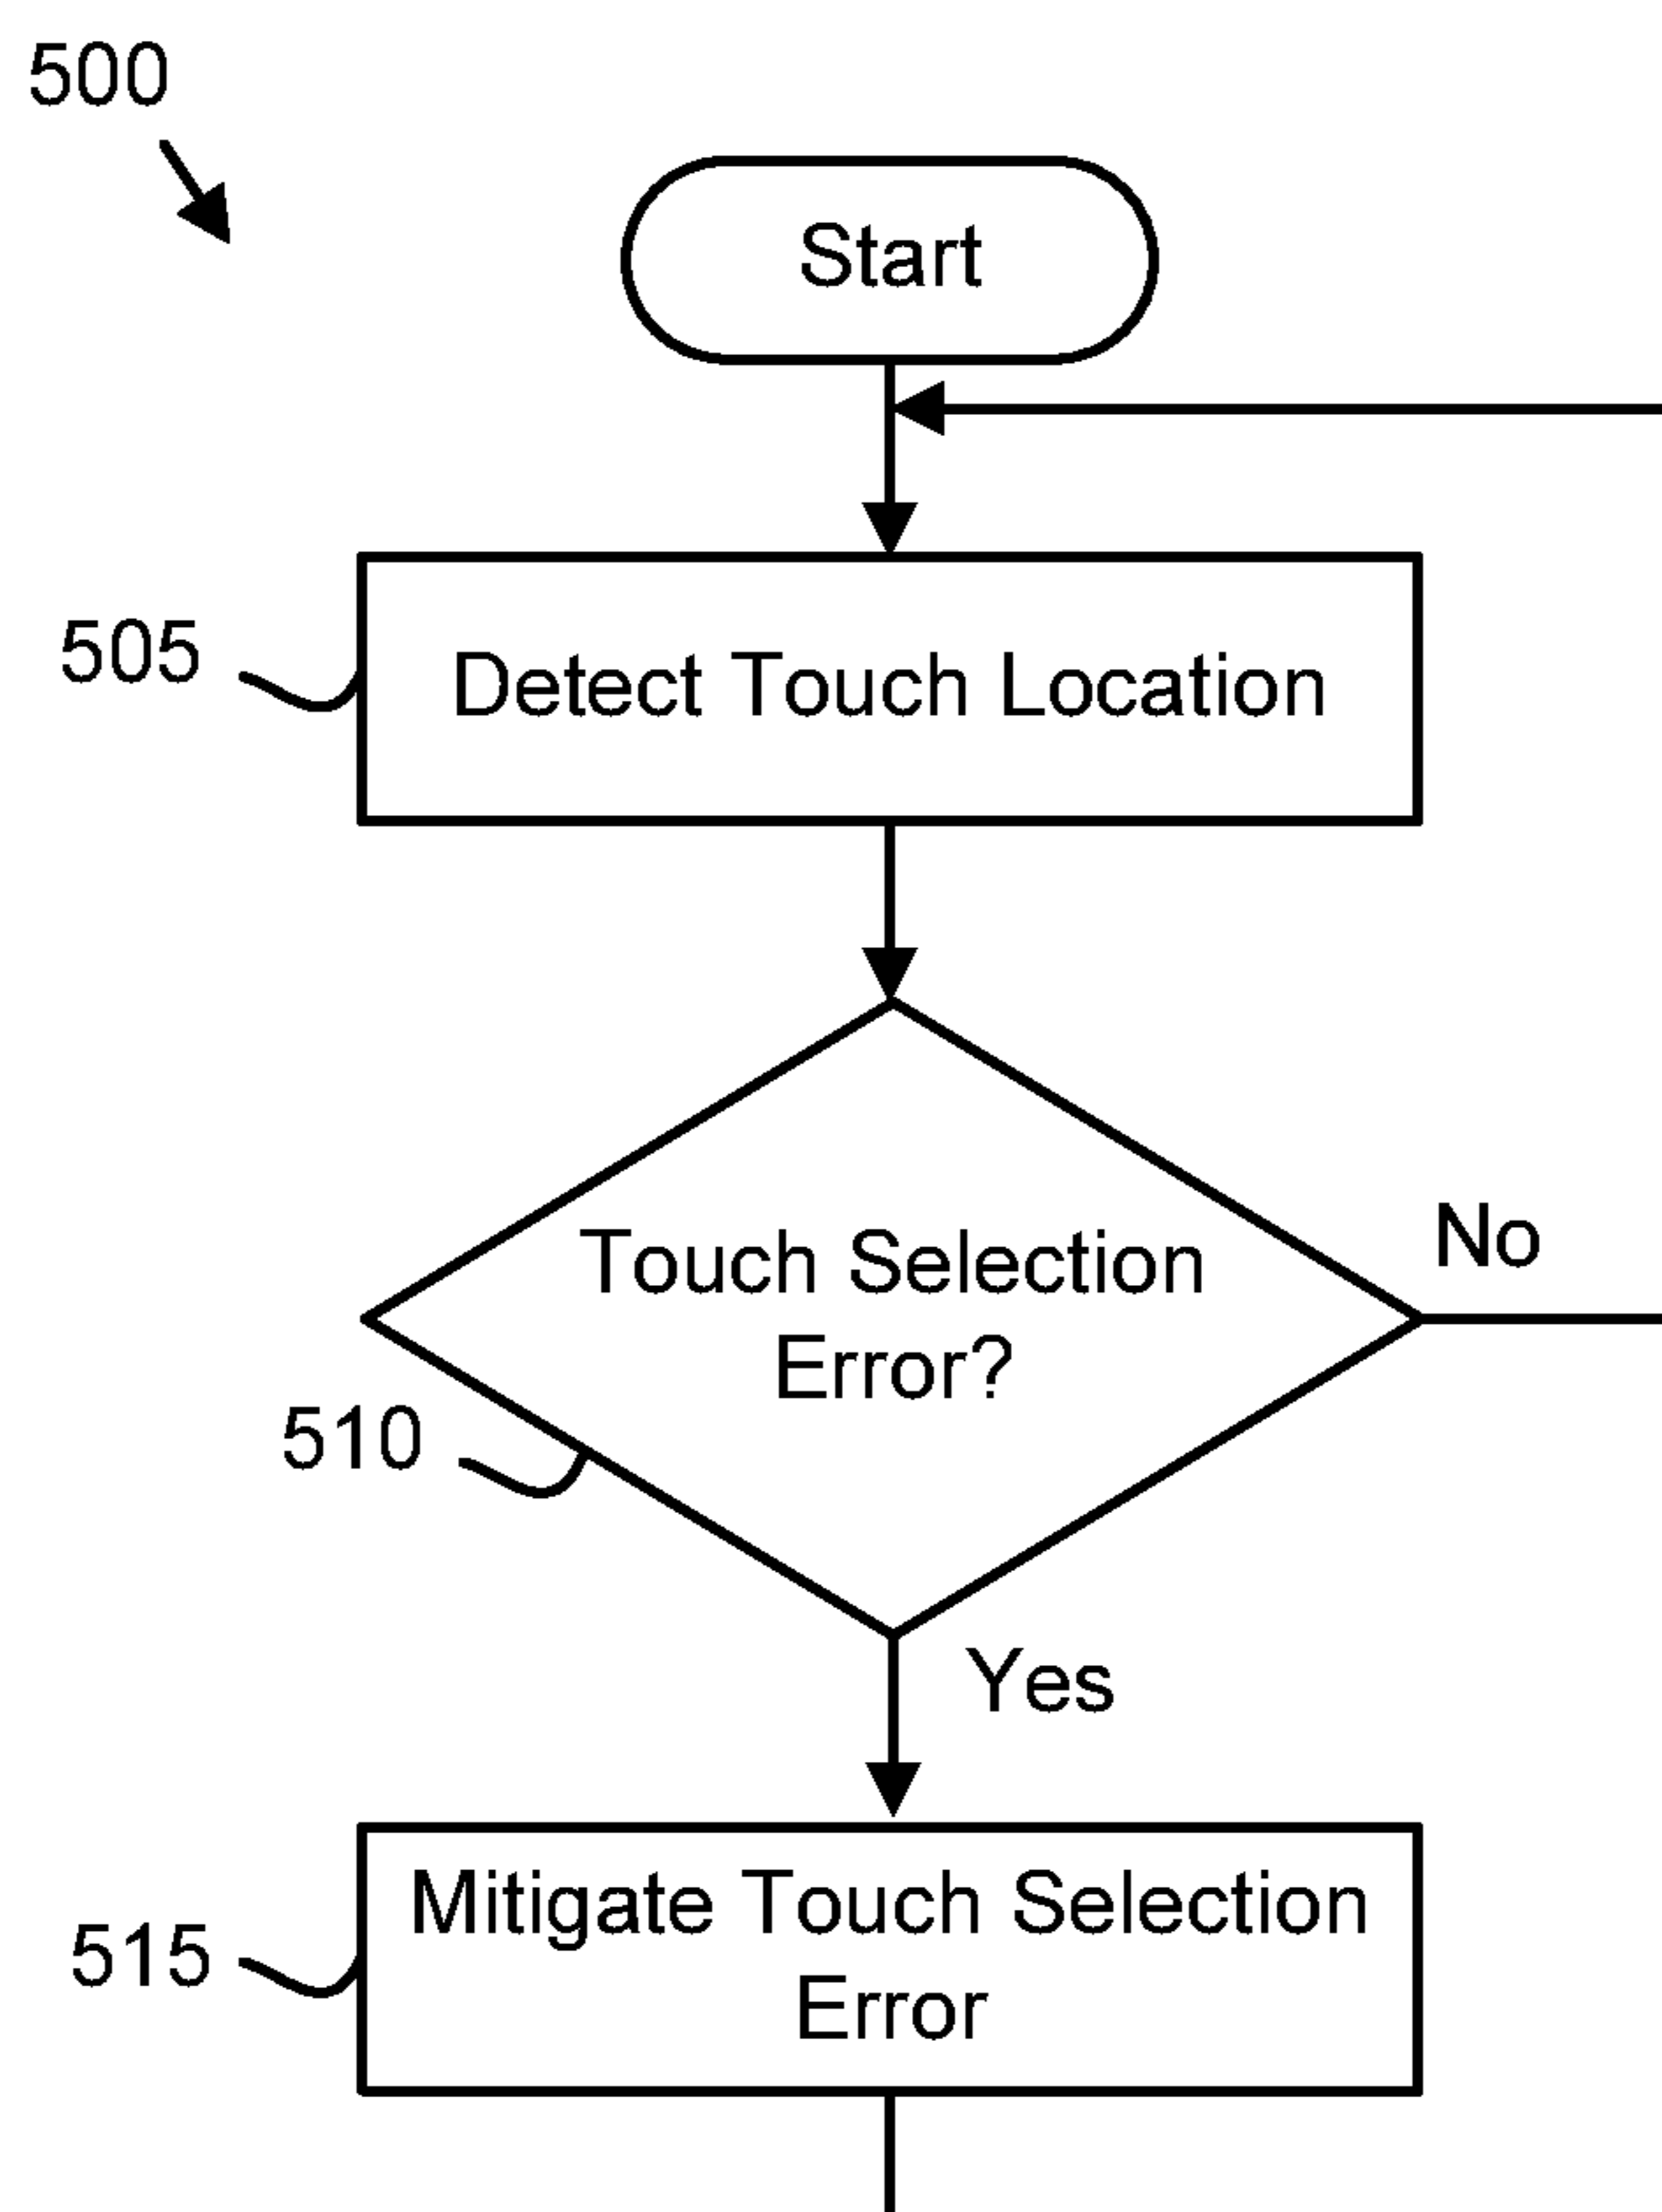 500
Start
505
Detect Touch Location
Touch Selection
Error?
No
510
Yes
Mitigate Touch Selection
515
Error